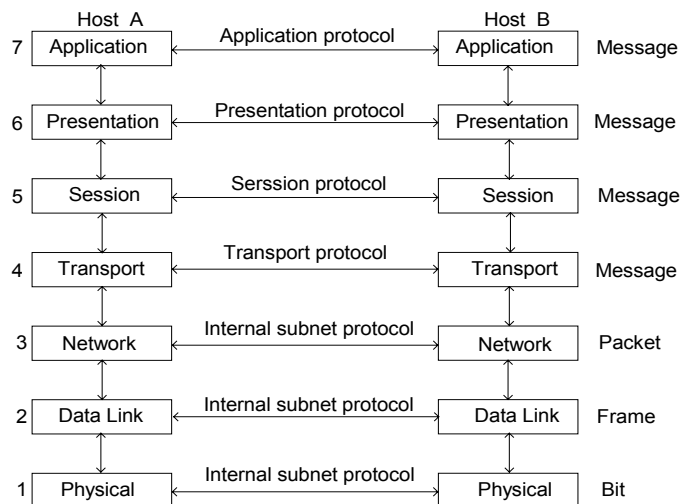 Host A Host B
7 Application Application protocol Application Message
6 Presentation Presentation protocol Presentation Message
5 Session Serssion protocol Session Message
4 Transport Transport protocol Transport Message
3 Network Internal subnet protocol Network Packet
2 Data Link Internal subnet protocol Data Link Frame
1 Physical Internal subnet protocol Physical Bit